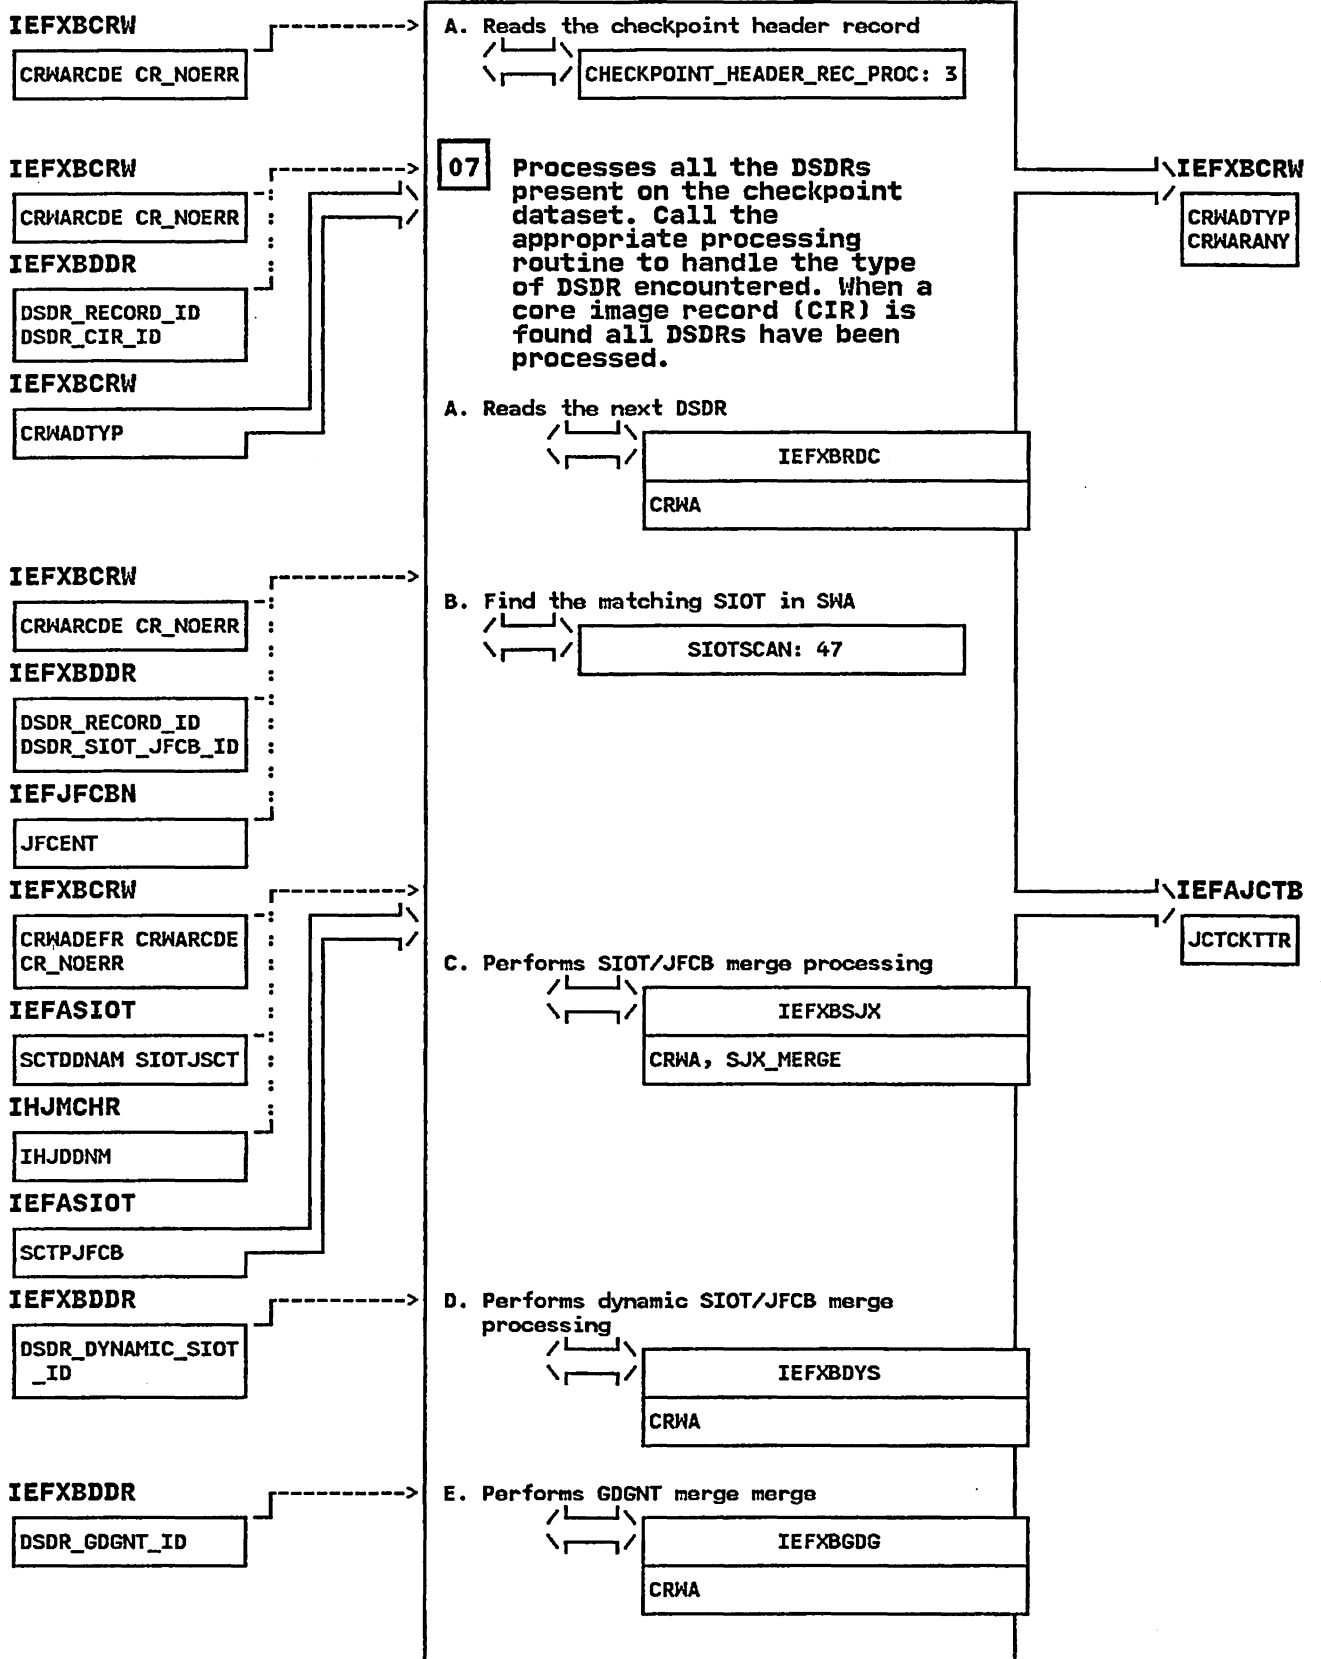 IEFXBCRW
CRWARCDE CR_NOERR
A. Reads the checkpoint header record
CHECKPOINT_HEADER_REC_PROC: 3
IEFXBCRW
CRWARCDE CR_NOERR
IEFXBDDR
DSDR_RECORD_ID
DSDR_CIR_ID
IEFXBCRW
CRWADTYP
07
Processes all the DSDRs
present on the checkpoint
dataset. Call the
appropriate processing
routine to handle the type
of DSDR encountered. When a
core image record (CIR) is
found all DSDRs have been
processed.
IEFXBCRW
CRWADTYP
CRWARANY
A. Reads the next DSDR
IEFXBRDC
CRWA
IEFXBCRW
CRWARCDE CR_NOERR
IEFXBDDR
DSDR_RECORD_ID
DSDR_SIOT_JFCB_ID
IEFJFCBN
JFCENT
B. Find the matching SIOT in SWA
SIOTSCAN: 47
IEFXBCRW
CRWADEFR CRWARCDE
CR_NOERR
IEFASIOT
SCTDDNAM SIOTJSCT
IHJMCHR
IHJDDNM
IEFASIOT
SCTPJFCB
IEFAJCTB
JCTCKTTR
C. Performs SIOT/JFCB merge processing
IEFXBSJX
CRWA, SJX_MERGE
IEFXBDDR
DSDR_DYNAMIC_SIOT
_ID
D. Performs dynamic SIOT/JFCB merge
processing
IEFXBDYS
CRWA
IEFXBDDR
DSDR_GDGNT_ID
E. Performs GDGNT merge merge
IEFXBGDG
CRWA